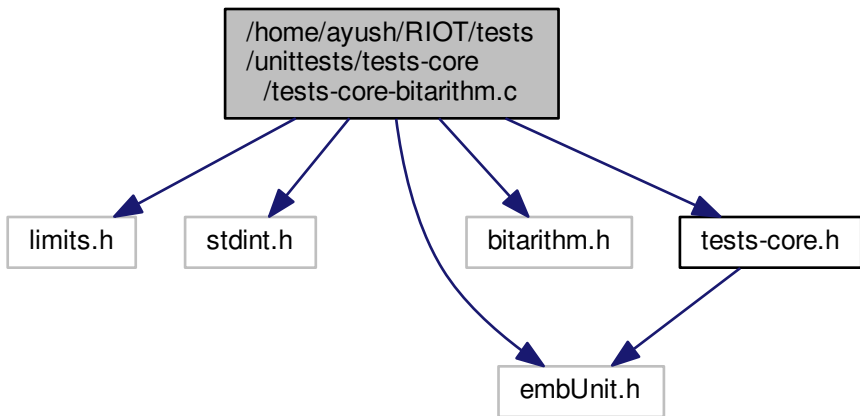 /home/ayush/RIOT/tests
/unittests/tests-core
/tests-core-bitarithm.c
limits.h
stdint.h
bitarithm.h
tests-core.h
embUnit.h